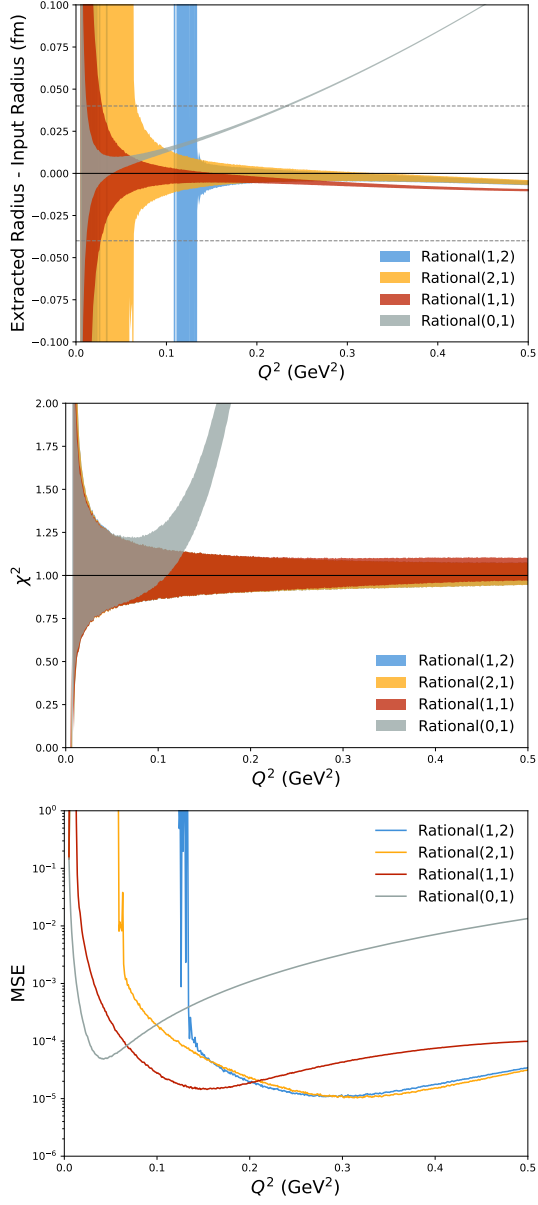 Extracted Radius - Input Radius (fm)
0.100
0.075
0.050
0.025
0.000
−0.025
−0.050
−0.075
−0.100
Rational(1,2)
Rational(2,1)
Rational(1,1)
Rational(0,1)
0.0 0.1 0.2 0.3 0.4 0.5
Q² (GeV²)
χ²
2.00
1.75
1.50
1.25
1.00
0.75
0.50
0.25
0.00
Rational(1,2)
Rational(2,1)
Rational(1,1)
Rational(0,1)
0.0 0.1 0.2 0.3 0.4 0.5
Q² (GeV²)
MSE
10⁰
10⁻¹
10⁻²
10⁻³
10⁻⁴
10⁻⁵
10⁻⁶
Rational(1,2)
Rational(2,1)
Rational(1,1)
Rational(0,1)
0.0 0.1 0.2 0.3 0.4 0.5
Q² (GeV²)